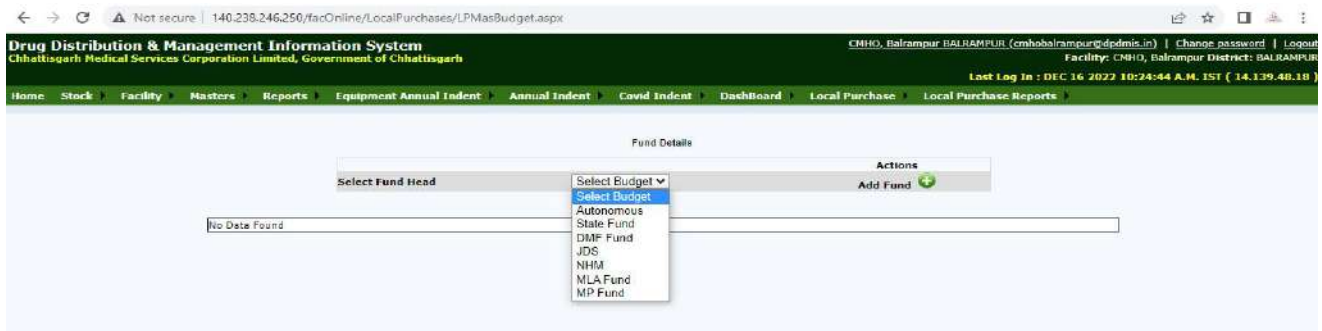 Not secure | 140.238.246.250/facOnline/LocalPurchases/LPMasBudget.aspx
Drug Distribution & Management Information System
Chhattisgarh Medical Services Corporation Limited, Government of Chhattisgarh
CMHO, Balrampur BALRAMPUR (cmhobalrampur@dpdmis.in) | Change password | Logout
Facility: CMHO, Balrampur District: BALRAMPUR
Last Log In : DEC 16 2022 10:24:44 A.M. IST ( 14.139.48.18 )
Home Stock Facility Masters Reports Equipment Annual Indent Annual Indent Covid Indent DashBoard Local Purchase Local Purchase Reports
Fund Details
Actions
Select Fund Head Select Budget Add Fund
Select Budget
Autonomous
State Fund
DMF Fund
JDS
NHM
MLA Fund
MP Fund
No Data Found